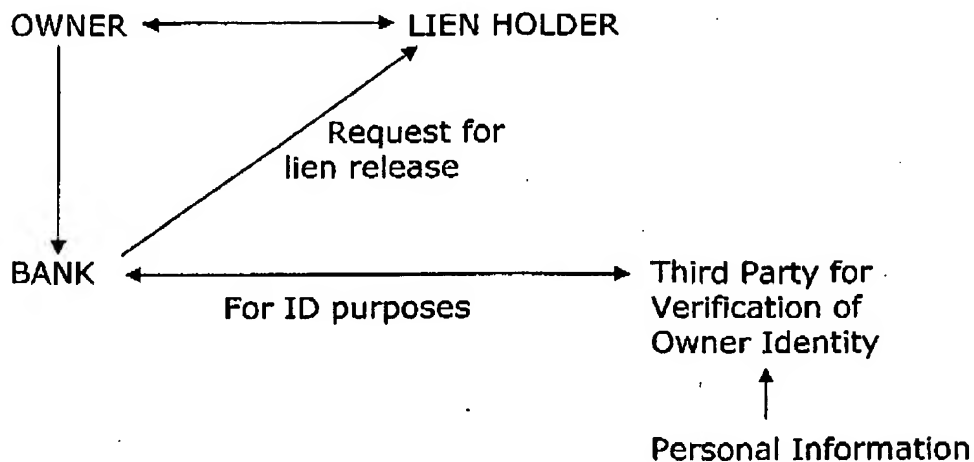 OWNER
LIEN HOLDER
Request for
lien release
BANK
For ID purposes
Third Party for
Verification of
Owner Identity
Personal Information